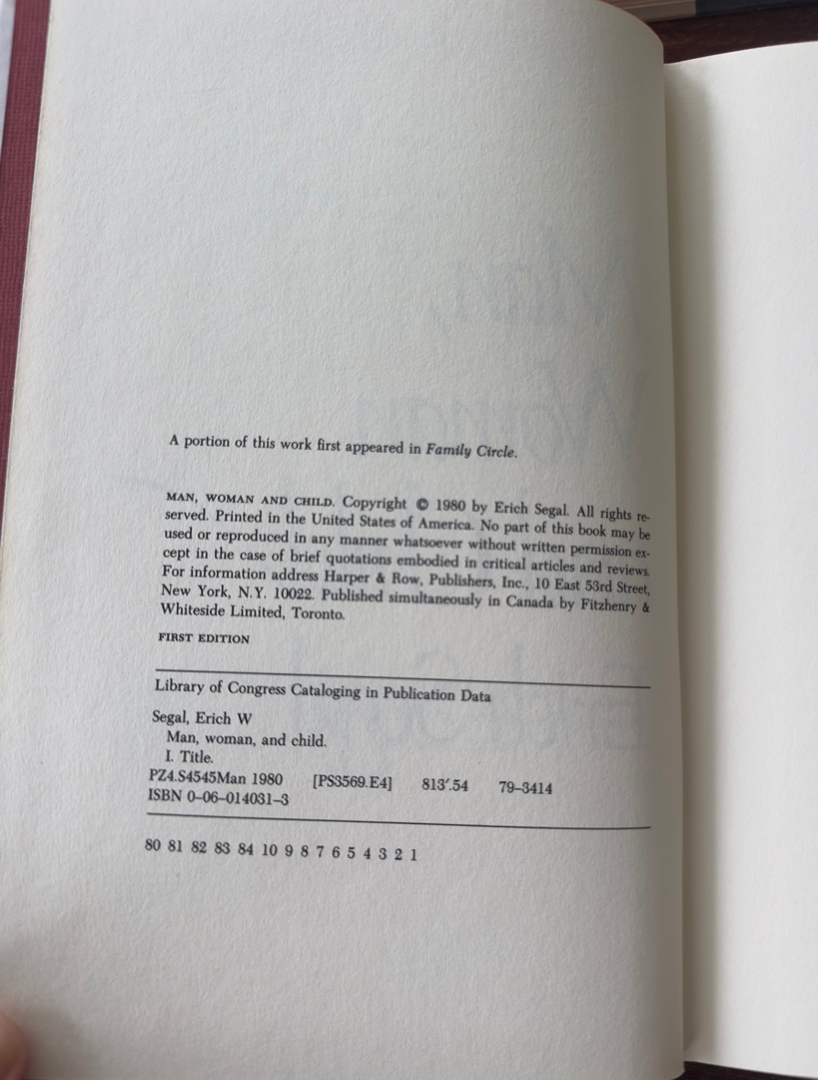 A portion of this work first appeared in Family Circle.
MAN, WOMAN AND CHILD. Copyright © 1980 by Erich Segal. All rights re-
served. Printed in the United States of America. No part of this book may be
used or reproduced in any manner whatsoever without written permission ex-
cept in the case of brief quotations embodied in critical articles and reviews.
For information address Harper & Row, Publishers, Inc., 10 East 53rd Street,
New York, N.Y. 10022. Published simultaneously in Canada by Fitzhenry &
Whiteside Limited, Toronto.
FIRST EDITION
Library of Congress Cataloging in Publication Data
Segal, Erich W
Man, woman, and child.
I. Title.
PZ4.S4545Man 1980 [PS3569.E4] 813'.54 79–3414
ISBN 0–06–014031–3
80 81 82 83 84 10 9 8 7 6 5 4 3 2 1